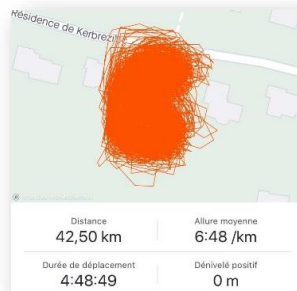 Résidence de Kerbrezi
Distance
42,50 km
Allure moyenne
6:48 /km
Durée de déplacement
4:48:49
Dénivelé positif
0 m